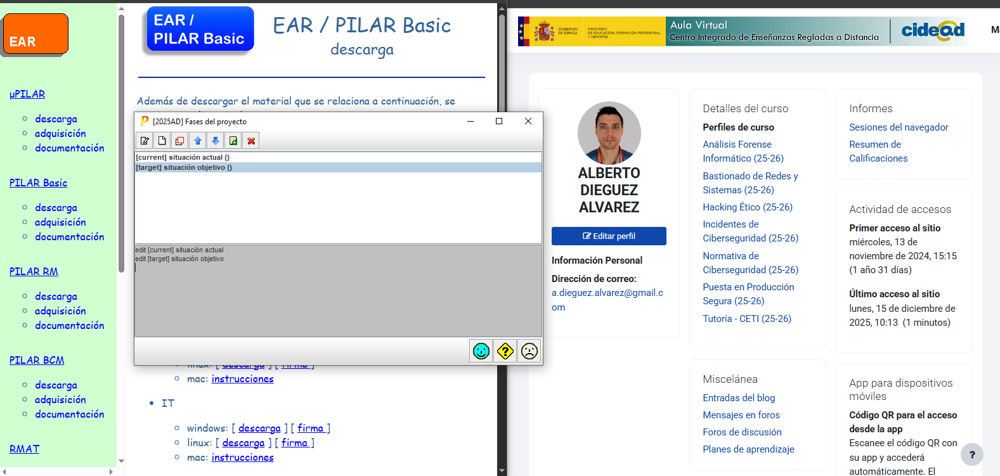 EAR
µPILAR
descarga
adquisición
documentación
PILAR Basic
descarga
adquisición
documentación
PILAR RM
descarga
adquisición
documentación
PILAR BCM
descarga
adquisición
documentación
RMAT
EAR /
PILAR Basic
EAR / PILAR Basic
descarga
Además de descargar el material que se relaciona a continuación, se
[2025AD] Fases del proyecto
[current] situación actual {}
[target] situación objetivo {}
edit [current] situación actual
edit [target] situación objetivo
linux: [ descarga ] [ firma ]
mac: instrucciones
IT
windows: [ descarga ] [ firma ]
linux: [ descarga ] [ firma ]
mac: instrucciones
GOBIERNO
DE ESPAÑA
MINISTERIO
DE EDUCACIÓN, FORMACIÓN PROFESIONAL
Y DEPORTES
Aula Virtual
Centro Integrado de Enseñanzas Regladas a Distancia
cidead
ALBERTO
DIEGUEZ
ALVAREZ
Editar perfil
Información Personal
Dirección de correo:
a.dieguez.alvarez@gmail.c
om
Detalles del curso
Perfiles de curso
Análisis Forense
Informático (25-26)
Bastionado de Redes y
Sistemas (25-26)
Hacking Ético (25-26)
Incidentes de
Ciberseguridad (25-26)
Normativa de
Ciberseguridad (25-26)
Puesta en Producción
Segura (25-26)
Tutoría - CETI (25-26)
Miscelánea
Entradas del blog
Mensajes en foros
Foros de discusión
Planes de aprendizaje
Informes
Sesiones del navegador
Resumen de
Calificaciones
Actividad de accesos
Primer acceso al sitio
miércoles, 13 de
noviembre de 2024, 15:15
(1 año 31 días)
Último acceso al sitio
lunes, 15 de diciembre de
2025, 10:13 (1 minutos)
App para dispositivos
móviles
Código QR para el acceso
desde la app
Escanee el código QR con
su app y accederá
automáticamente. El
?